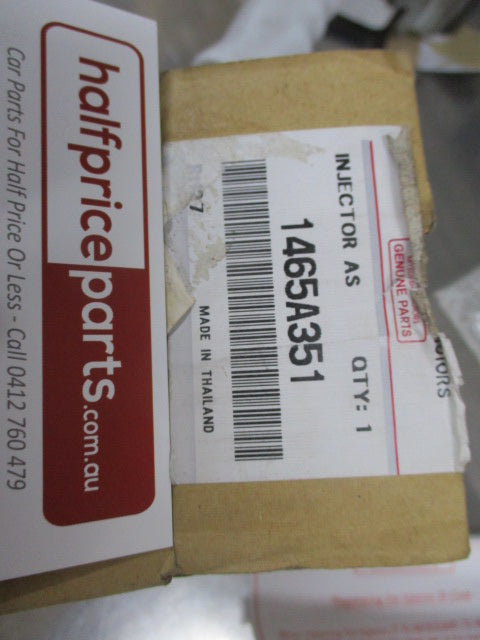 halfpriceparts.com.au
Car Parts For Half Price Or Less - Call 0412 760 479
GENUINE PARTS
INJECTOR AS QTY: 1
1465A351
MADE IN THAILAND